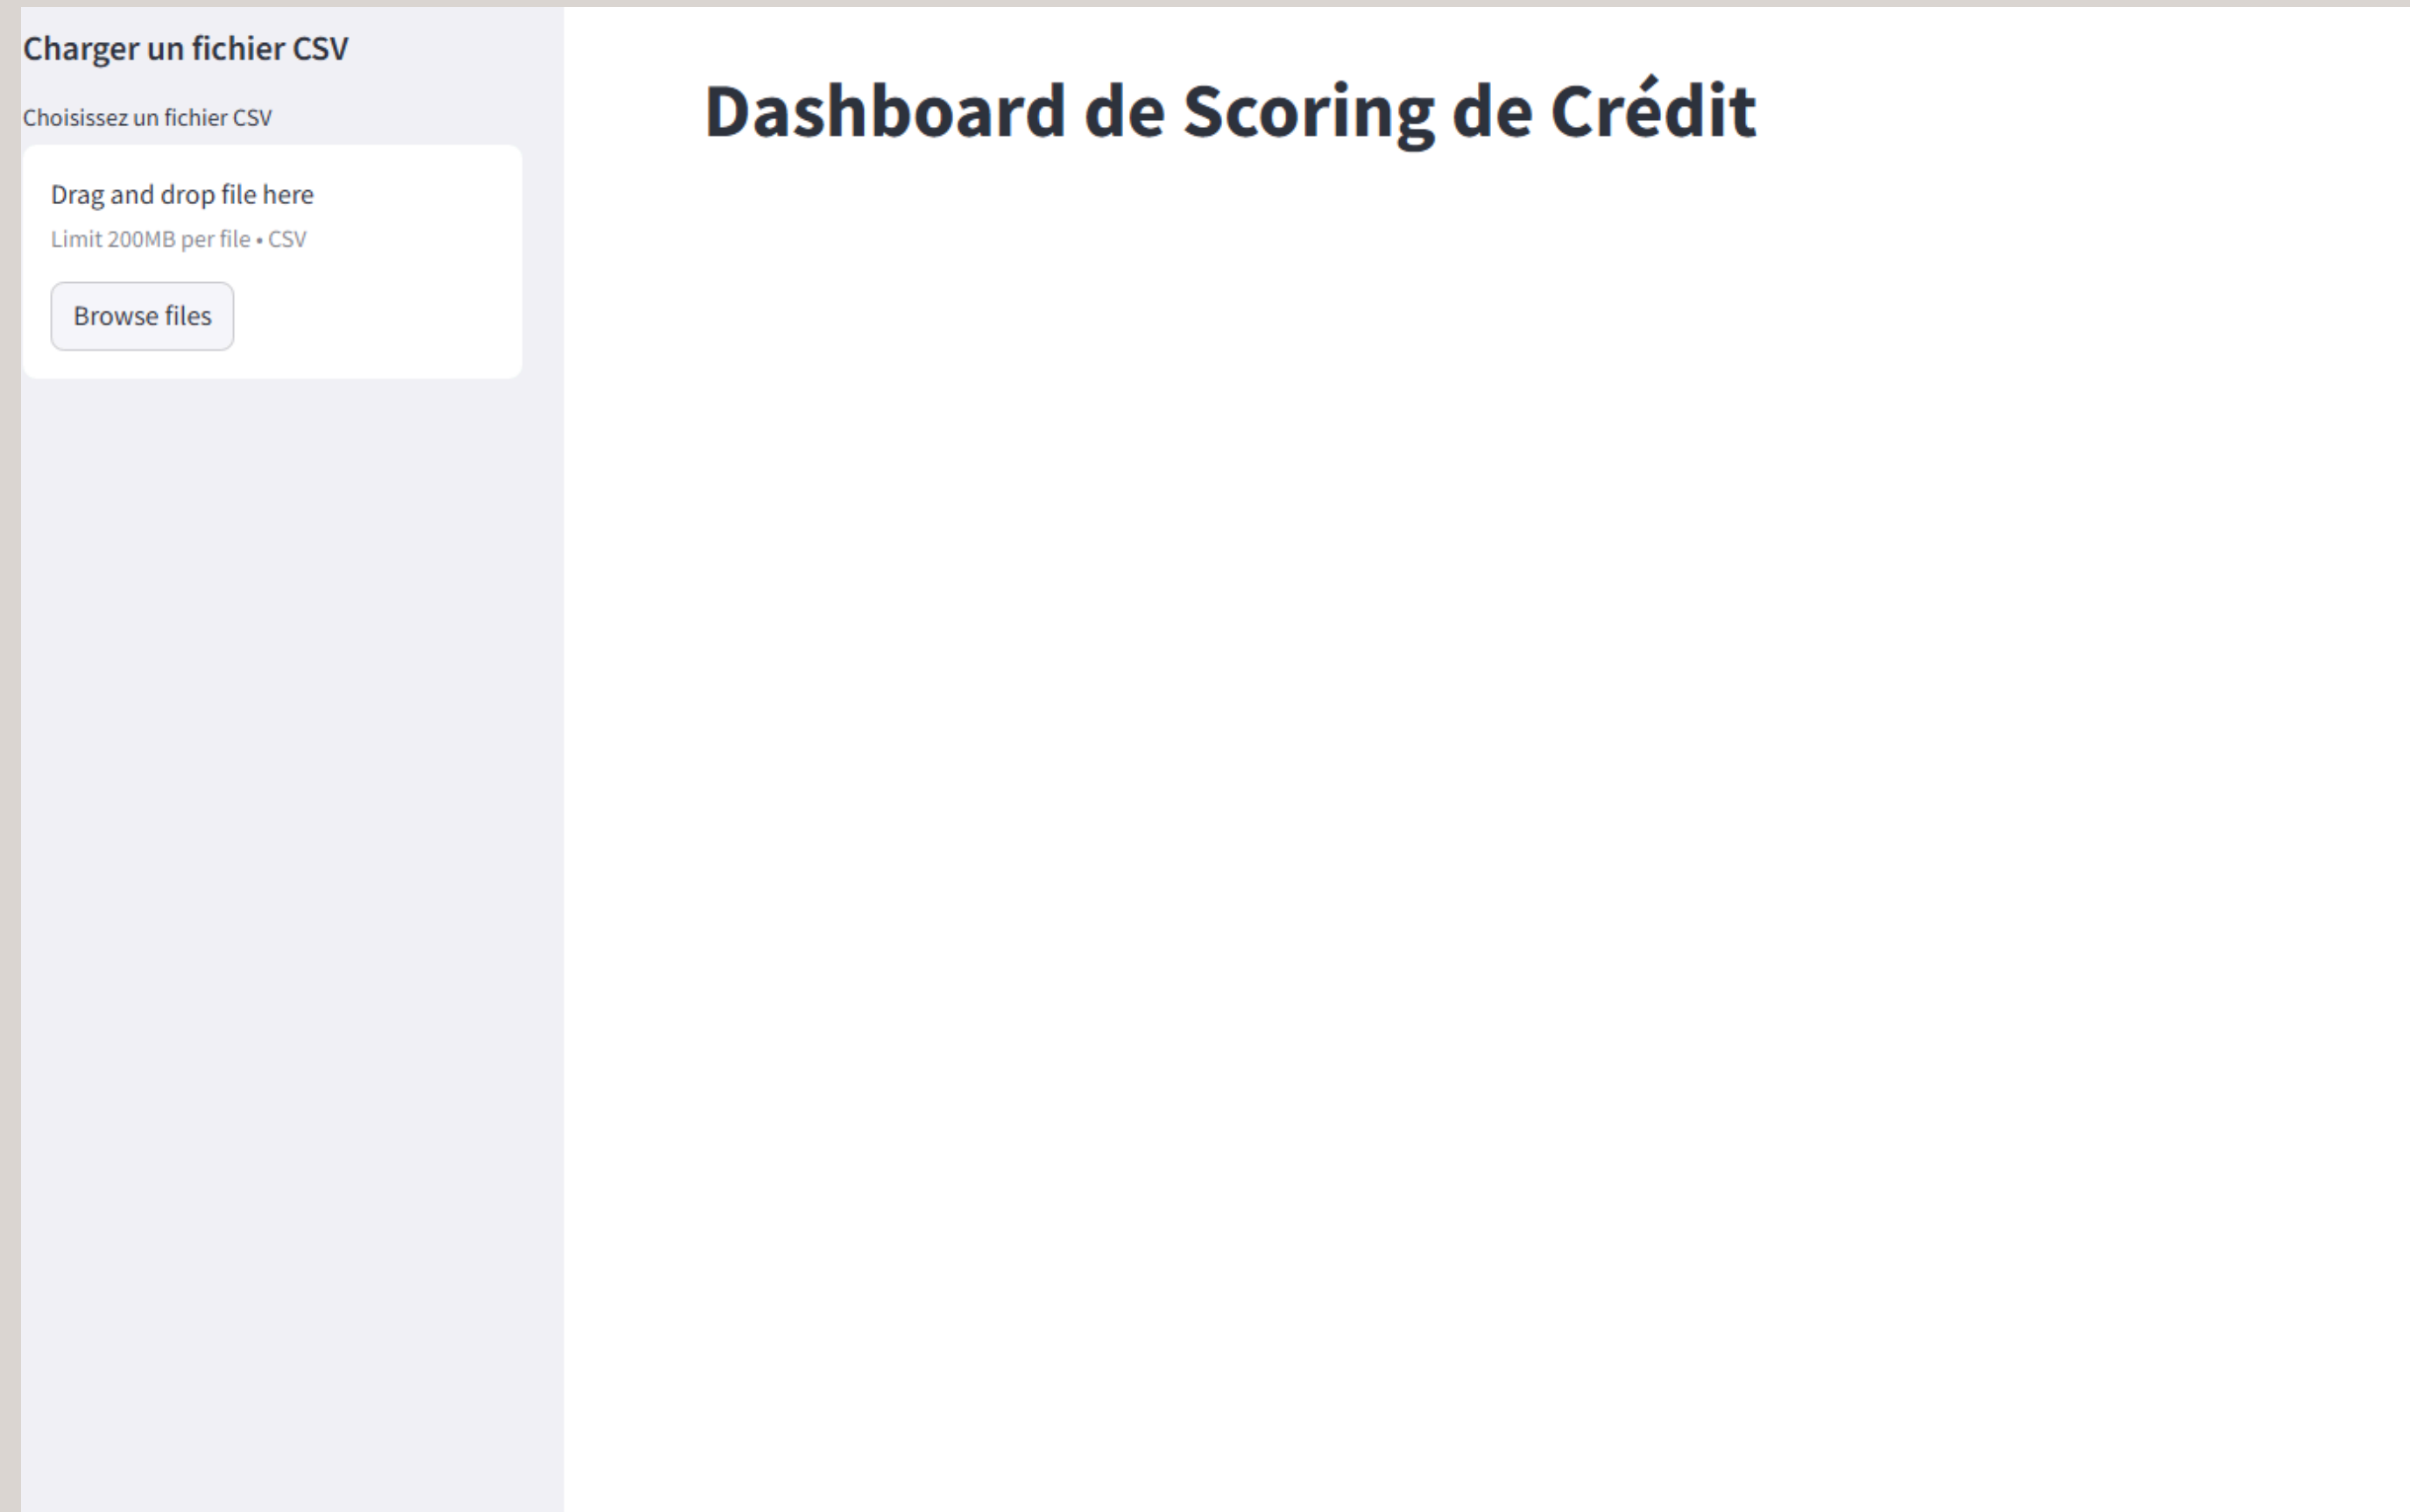 Charger un fichier CSV
Choisissez un fichier CSV
Drag and drop file here
Limit 200MB per file • CSV
Browse files
Dashboard de Scoring de Crédit